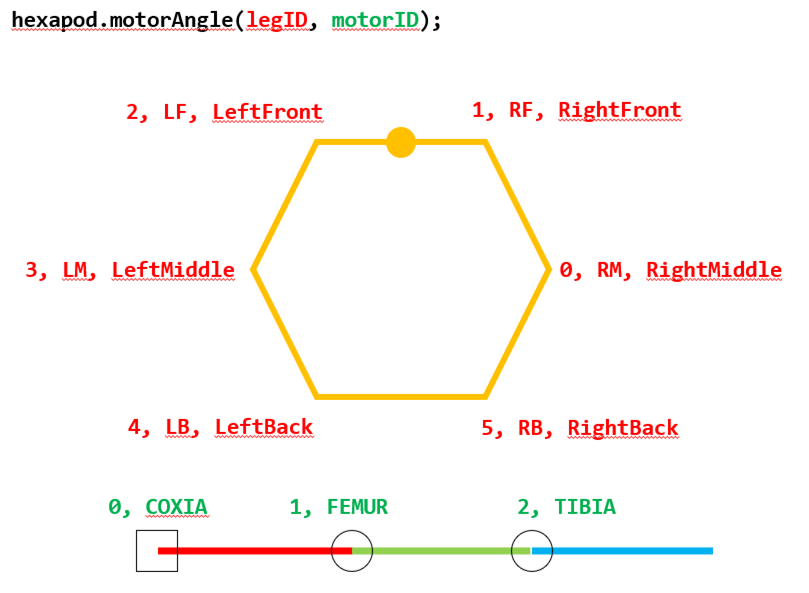 hexapod.motorAngle(legID, motorID);
2, LF, LeftFront
1, RF, RightFront
3, LM, LeftMiddle
0, RM, RightMiddle
4, LB, LeftBack
5, RB, RightBack
0, COXIA
1, FEMUR
2, TIBIA